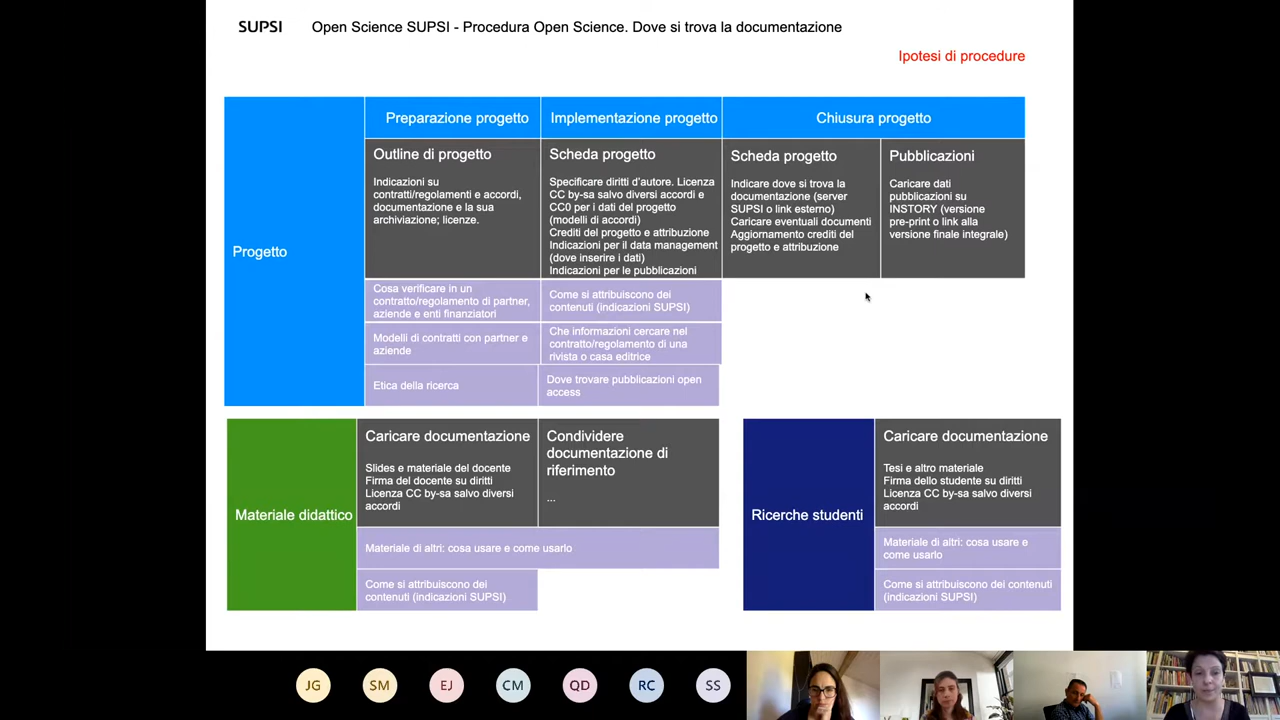 SUPSI
Open Science SUPSI - Procedura Open Science. Dove si trova la documentazione
Ipotesi di procedure
Progetto
Preparazione progetto
Implementazione progetto
Chiusura progetto
Outline di progetto
Indicazioni su
contratti/regolamenti e accordi,
documentazione e la sua
archiviazione; licenze.
Scheda progetto
Specificare diritti d'autore. Licenza
CC by-sa salvo diversi accordi e
CC0 per i dati del progetto
(modelli di accordi)
Crediti del progetto e attribuzione
Indicazioni per il data management
(dove inserire i dati)
Indicazioni per le pubblicazioni
Scheda progetto
Indicare dove si trova la
documentazione (server
SUPSI o link esterno)
Caricare eventuali documenti
Aggiornamento crediti del
progetto e attribuzione
Pubblicazioni
Caricare dati
pubblicazioni su
INSTORY (versione
pre-print o link alla
versione finale integrale)
Cosa verificare in un
contratto/regolamento di partner,
aziende e enti finanziatori
Come si attribuiscono dei
contenuti (indicazioni SUPSI)
Modelli di contratti con partner e
aziende
Che informazioni cercare nel
contratto/regolamento di una
rivista o casa editrice
Etica della ricerca
Dove trovare pubblicazioni open
access
Materiale didattico
Caricare documentazione
Slides e materiale del docente
Firma del docente su diritti
Licenza CC by-sa salvo diversi
accordi
Condividere
documentazione di
riferimento
...
Materiale di altri: cosa usare e come usarlo
Come si attribuiscono dei
contenuti (indicazioni SUPSI)
Ricerche studenti
Caricare documentazione
Tesi e altro materiale
Firma dello studente su diritti
Licenza CC by-sa salvo diversi
accordi
Materiale di altri: cosa usare e
come usarlo
Come si attribuiscono dei contenuti
(indicazioni SUPSI)
JG
SM
EJ
CM
QD
RC
SS